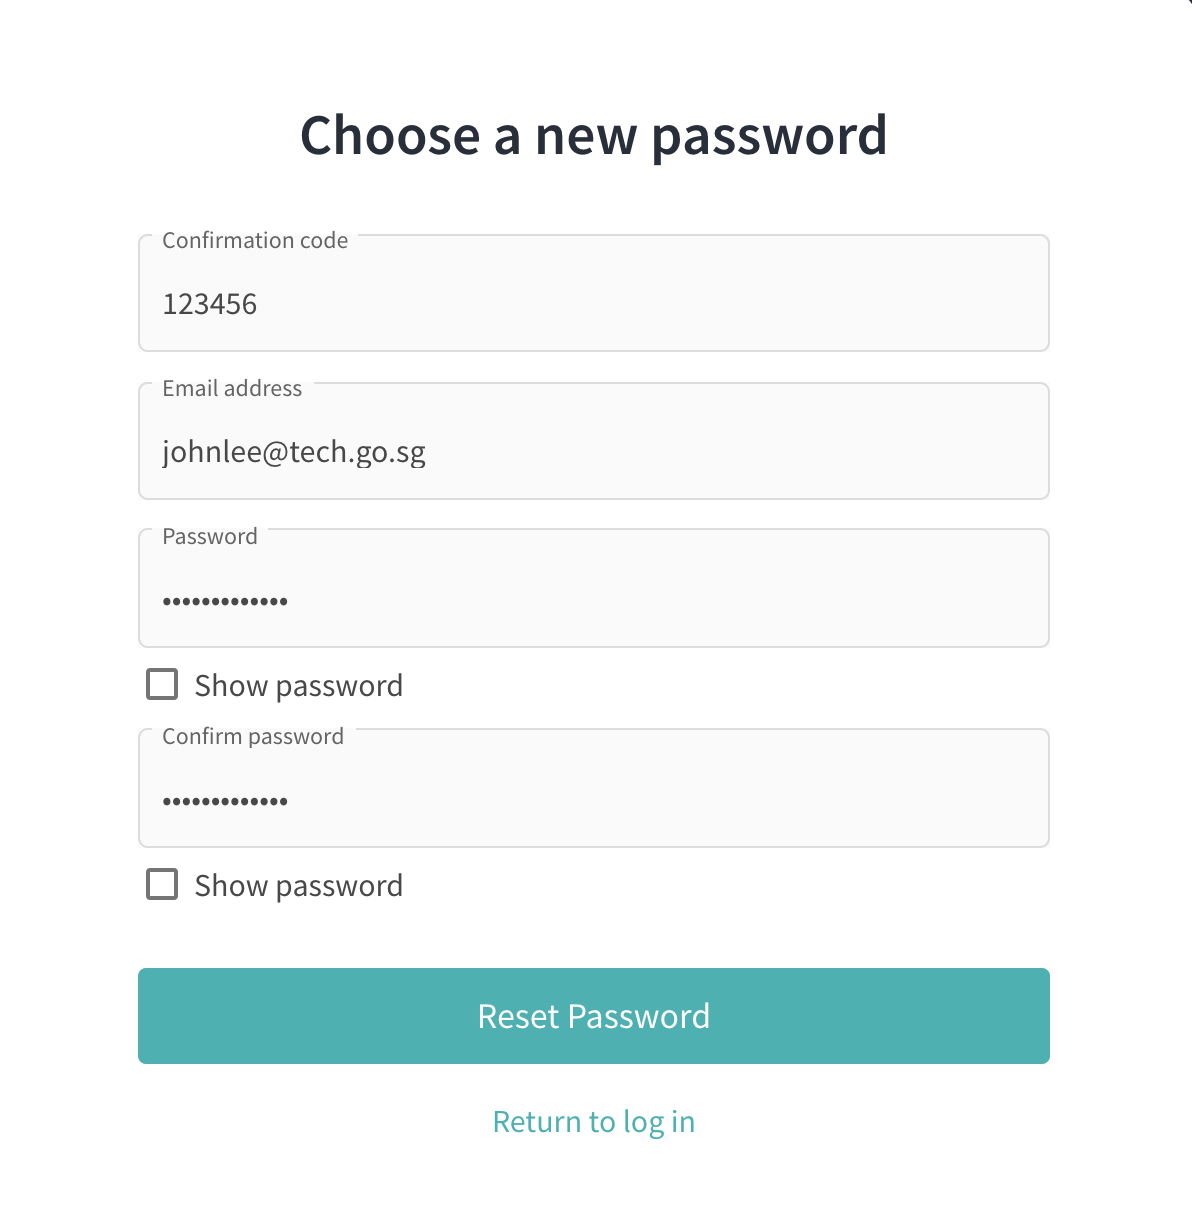 Choose a new password
Confirmation code
123456
Email address
johnlee@tech.go.sg
Password
•••••••••••••
Show password
Confirm password
•••••••••••••
Show password
Reset Password
Return to log in